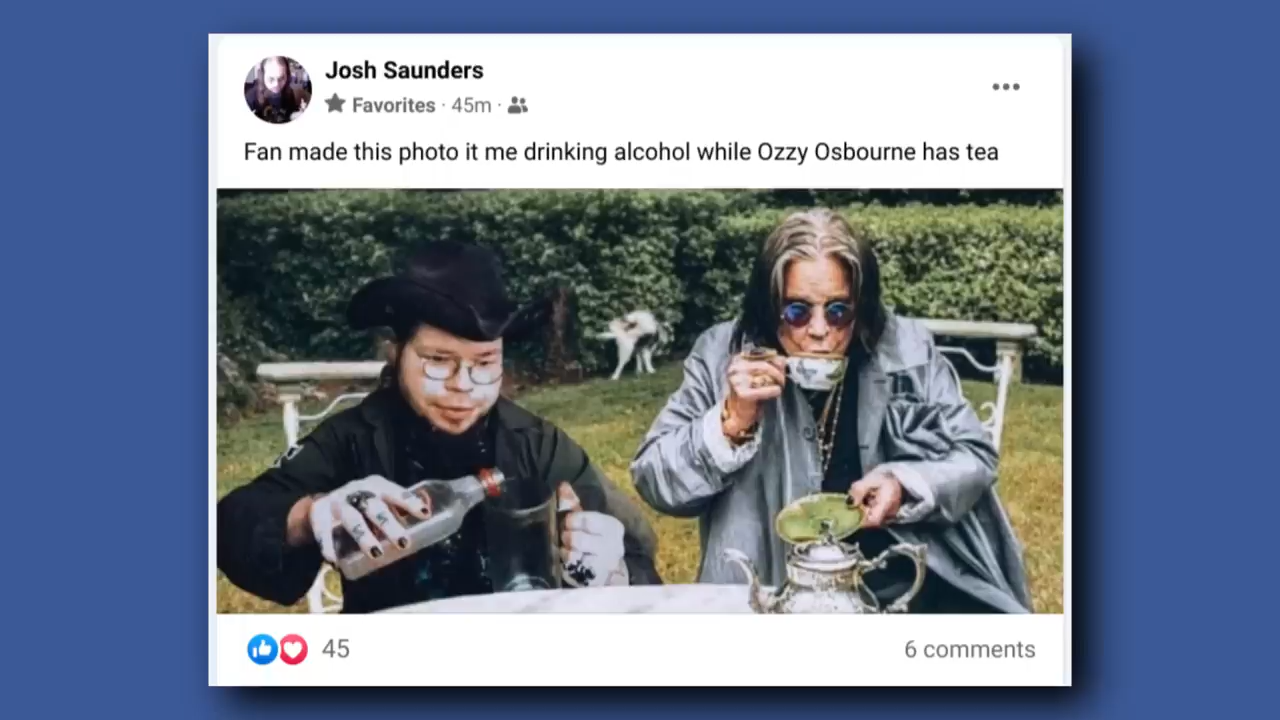 Josh Saunders
Favorites · 45m ·
Fan made this photo it me drinking alcohol while Ozzy Osbourne has tea
45
6 comments